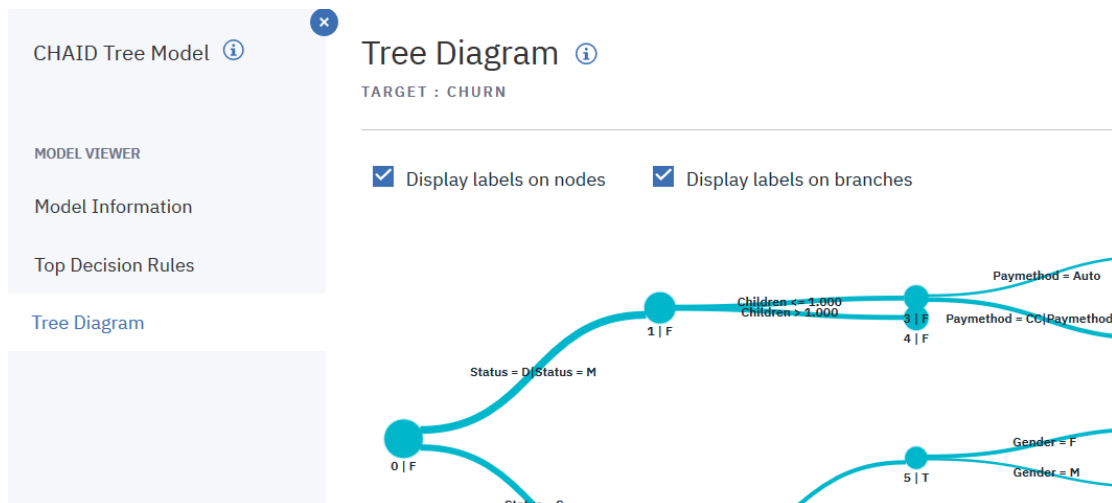 CHAID Tree Model
MODEL VIEWER
Model Information
Top Decision Rules
Tree Diagram
Tree Diagram
TARGET : CHURN
Display labels on nodes
Display labels on branches
Paymethod = Auto
Children <= 1.000
Children > 1.000
3 | F
Paymethod = CC|Paymethod
1 | F
4 | F
Status = D|Status = M
Gender = F
0 | F
Gender = M
5 | T